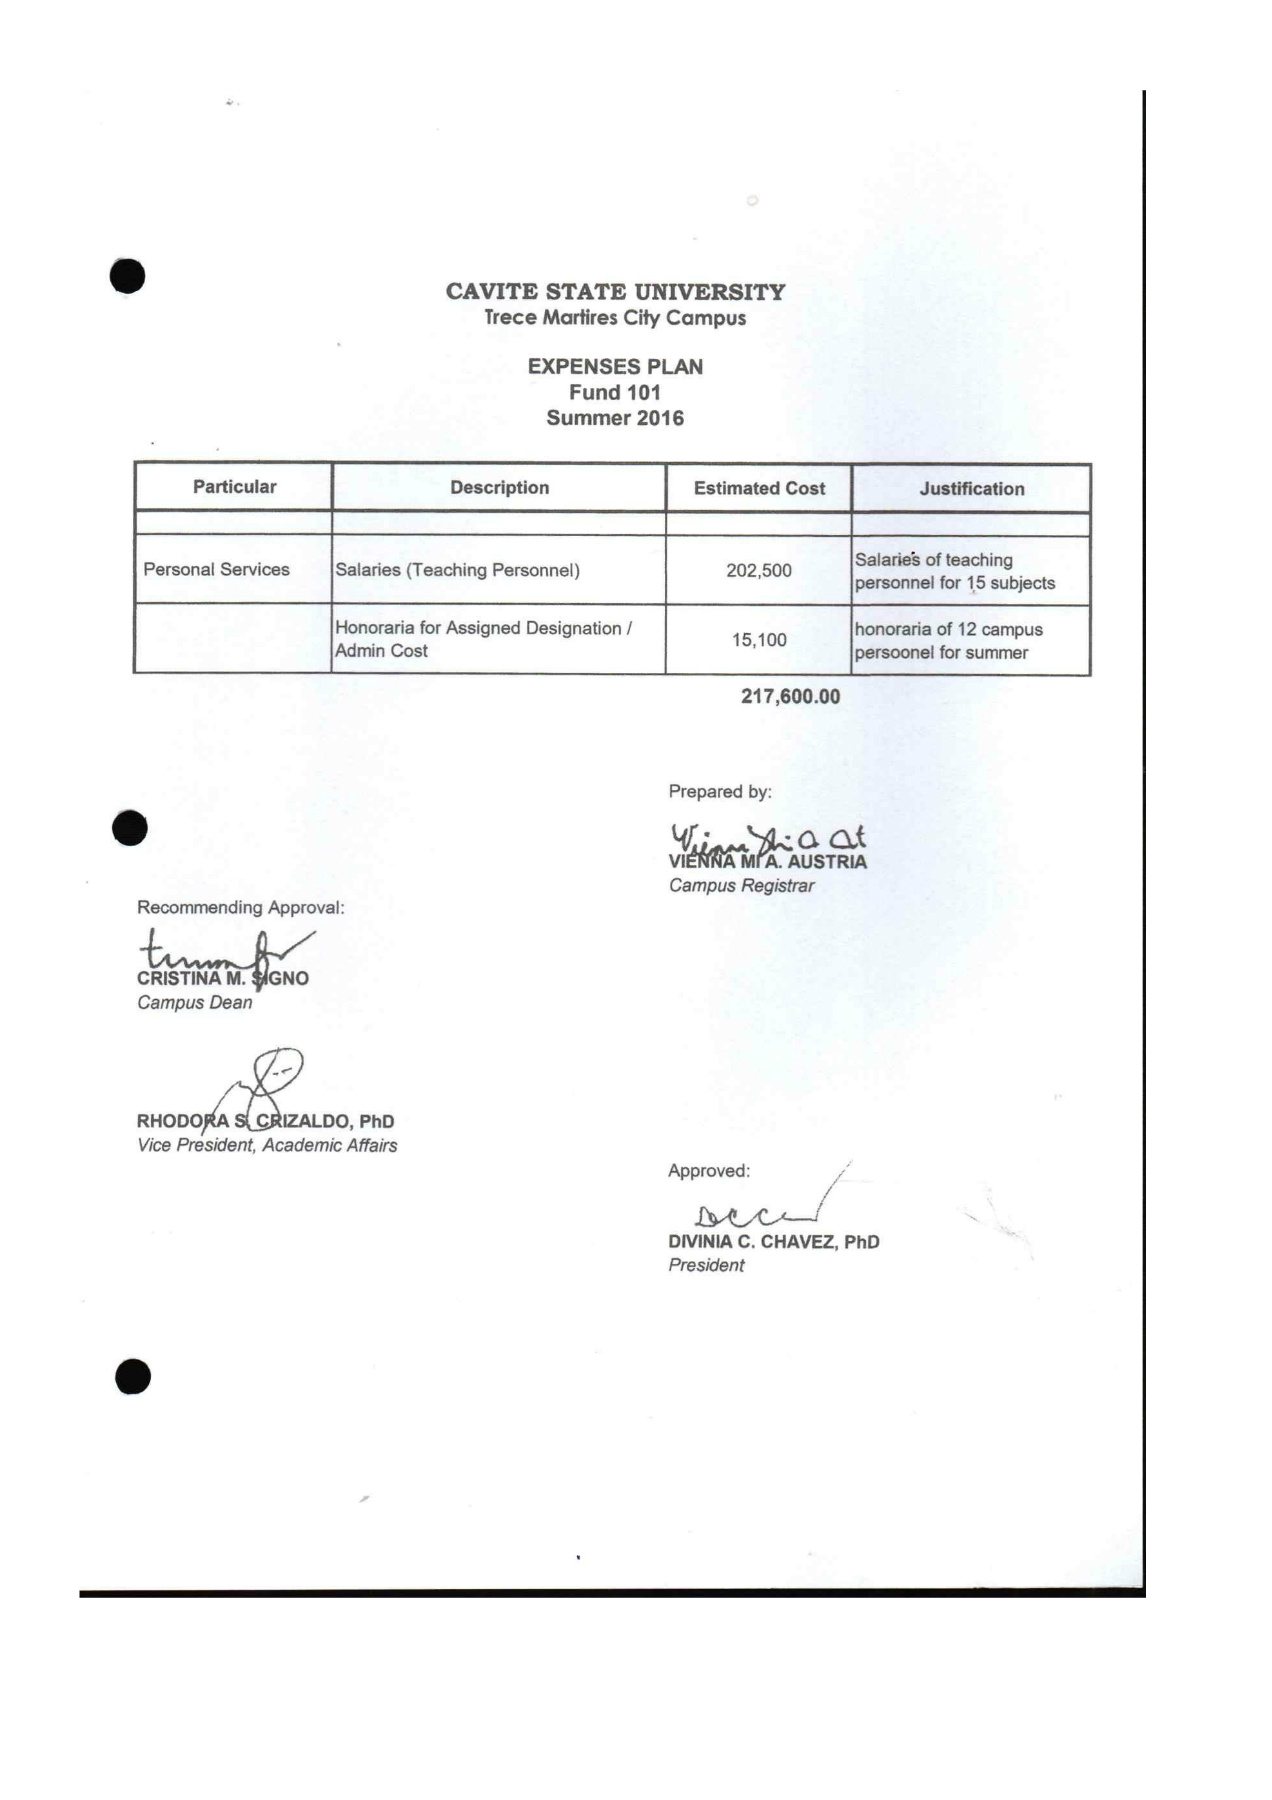 CAVITE STATE UNIVERSITY
Trece Martires City Campus
EXPENSES PLAN
Fund 101
Summer 2016
Particular Description Estimated Cost Justification
Personal Services Salaries (Teaching Personnel) 202,500 Salaries of teaching
personnel for 15 subjects
Honoraria for Assigned Designation /
Admin Cost
15,100
honoraria of 12 campus
persoonel for summer
217,600.00
Prepared by:
VIENNA MI A. AUSTRIA
Campus Registrar
Recommending Approval:
CRISTINA M. SIGNO
Campus Dean
RHODORA S. CRIZALDO, PhD
Vice President, Academic Affairs
Approved:
DIVINIA C. CHAVEZ, PhD
President